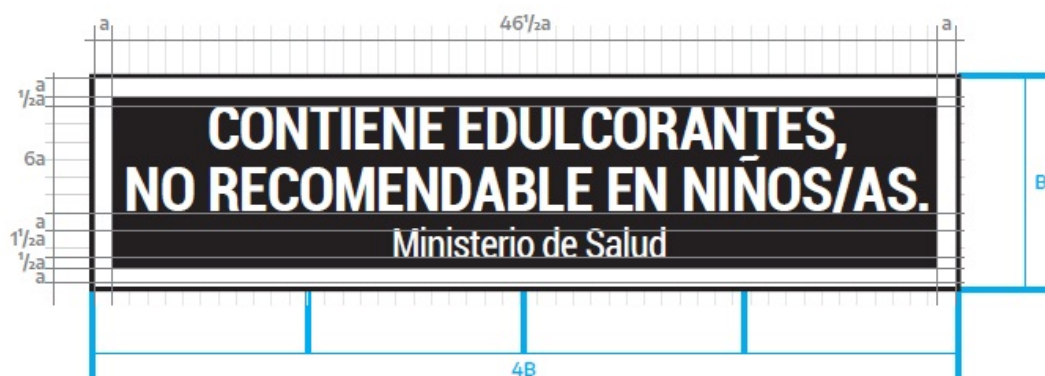 a 46½a a
a
½a
CONTIENE EDULCORANTES,
6a
NO RECOMENDABLE EN NIÑOS/AS.
B
a
1½a
Ministerio de Salud
½a
a
4B